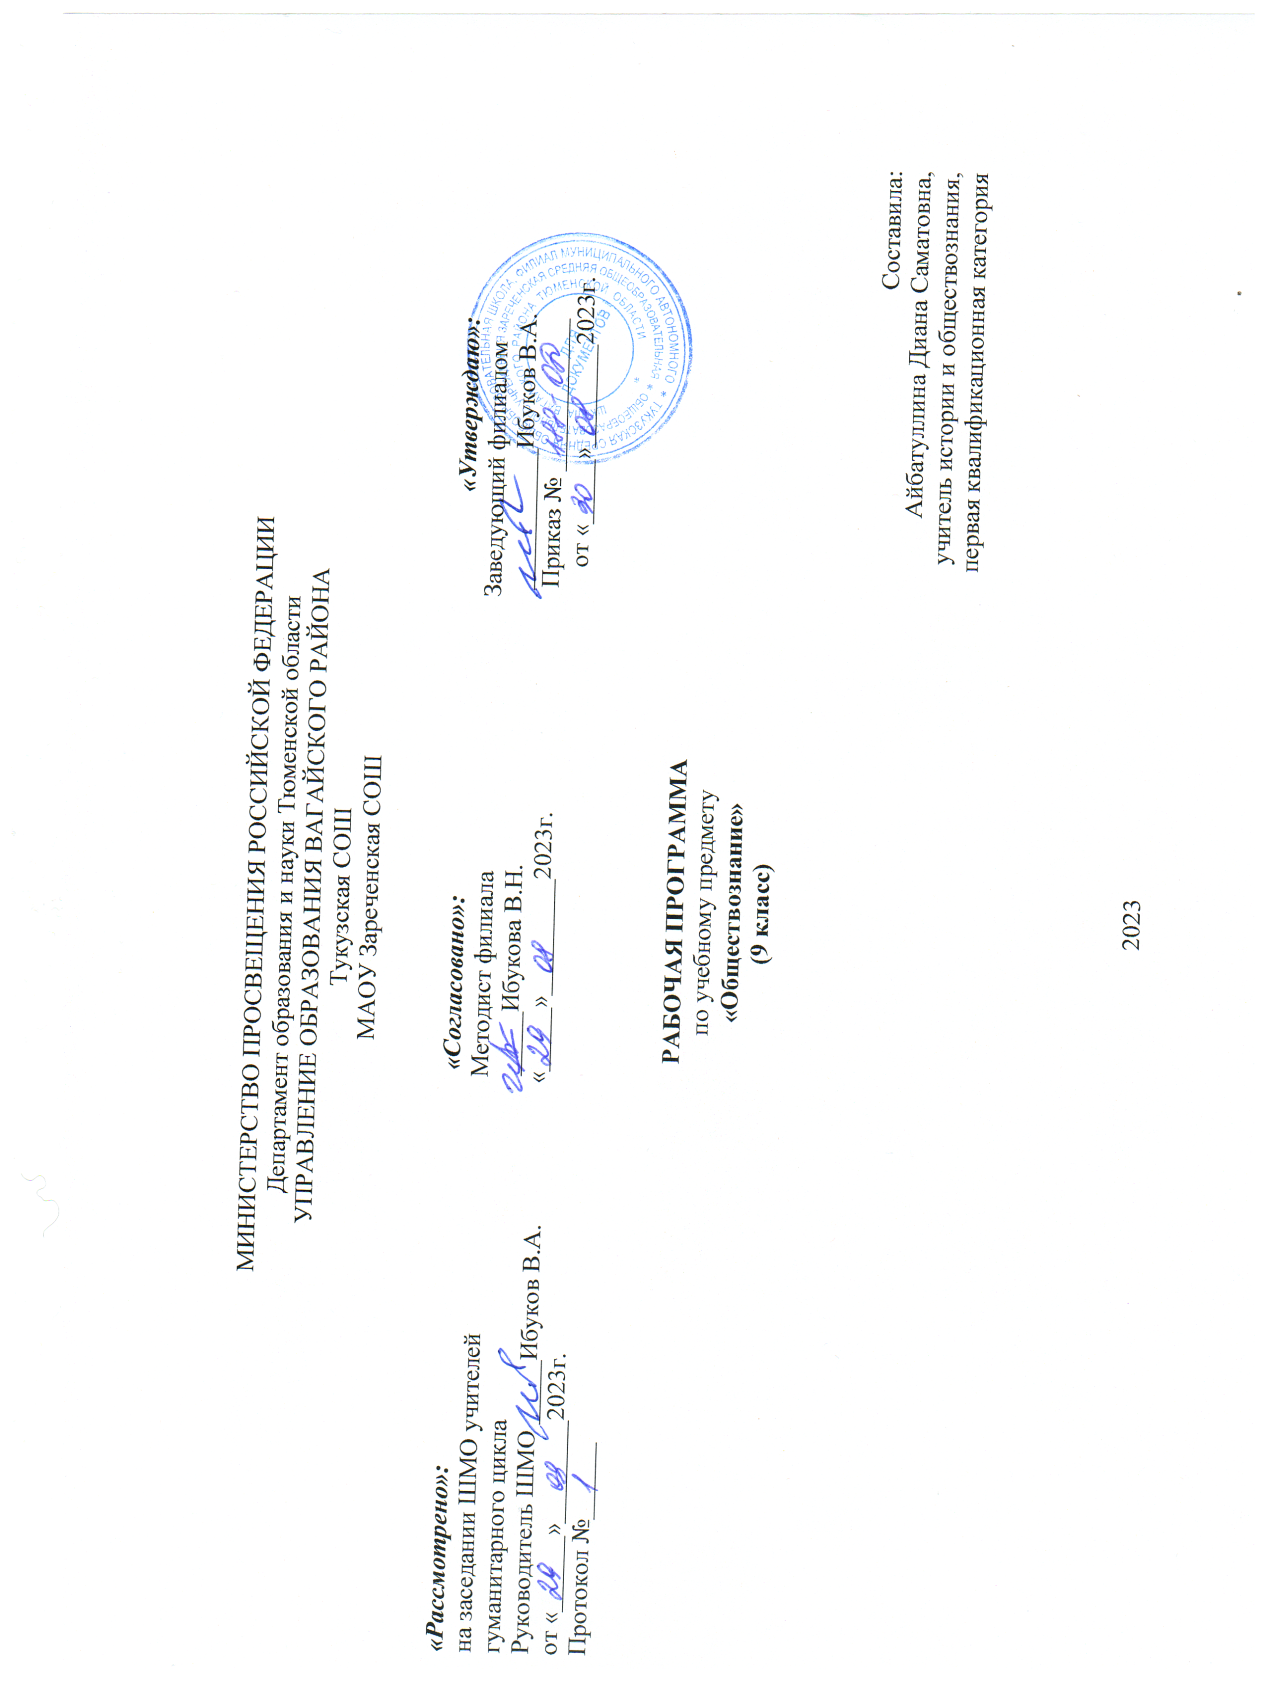 МИНИСТЕРСТВО ПРОСВЕЩЕНИЯ РОССИЙСКОЙ ФЕДЕРАЦИИ
Департамент образования и науки Тюменской области
УПРАВЛЕНИЕ ОБРАЗОВАНИЯ ВАГАЙСКОГО РАЙОНА
Тукузская СОШ
МАОУ Зареченская СОШ
«Рассмотрено»:
на заседании ШМО учителей
гуманитарного цикла
Руководитель ШМО Ибуков В.А.
от «29» 08 2023г.
Протокол № 1
«Согласовано»:
Методист филиала
Ибукова В.Н.
«29» 08 2023г.
«Утверждаю»:
Заведующий филиалом
Ибуков В.А.
Приказ №
от «30» 08 2023г.
ДЛЯ
ДОКУМЕНТОВ
РАБОЧАЯ ПРОГРАММА
по учебному предмету
«Обществознание»
(9 класс)
Составила:
Айбатуллина Диана Саматовна,
учитель истории и обществознания,
первая квалификационная категория
2023